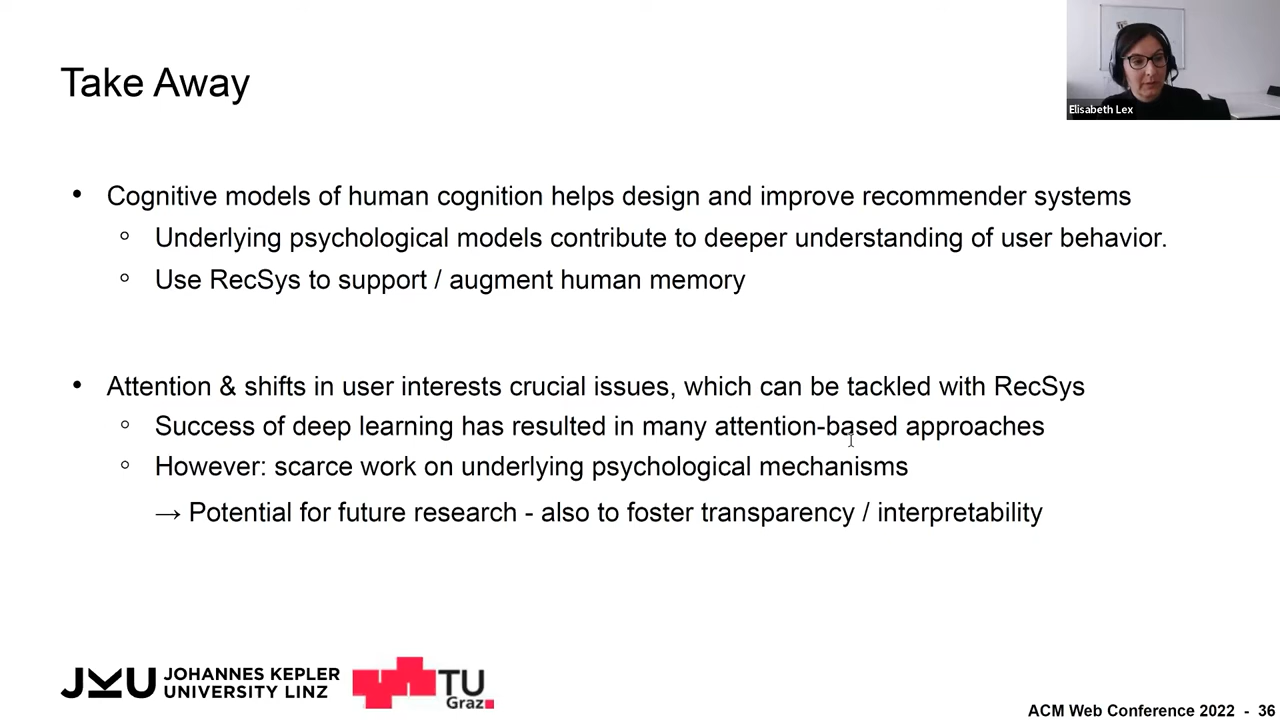 Take Away
Elisabeth Lex
• Cognitive models of human cognition helps design and improve recommender systems
○ Underlying psychological models contribute to deeper understanding of user behavior.
○ Use RecSys to support / augment human memory
• Attention & shifts in user interests crucial issues, which can be tackled with RecSys
○ Success of deep learning has resulted in many attention-based approaches
○ However: scarce work on underlying psychological mechanisms
→ Potential for future research - also to foster transparency / interpretability
JKU JOHANNES KEPLER
UNIVERSITY LINZ
TU
Graz
ACM Web Conference 2022 - 36